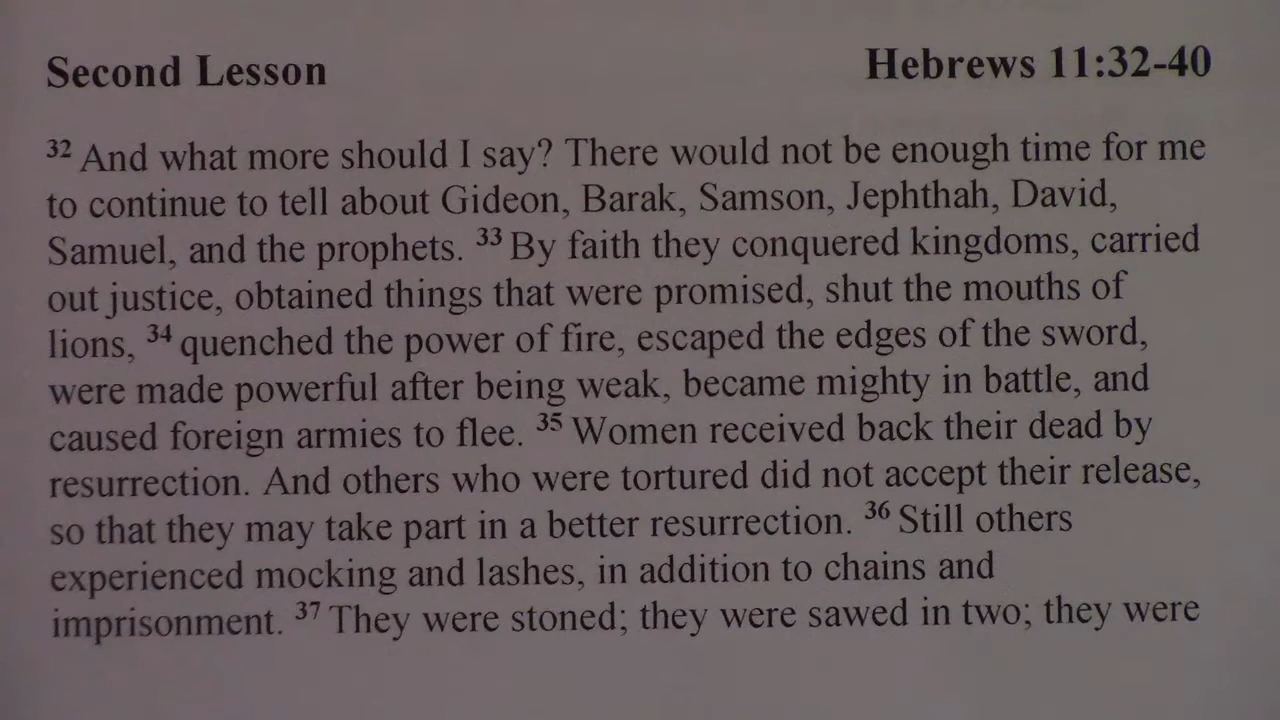 Second Lesson Hebrews 11:32-40
32 And what more should I say? There would not be enough time for me
to continue to tell about Gideon, Barak, Samson, Jephthah, David,
Samuel, and the prophets. 33 By faith they conquered kingdoms, carried
out justice, obtained things that were promised, shut the mouths of
lions, 34 quenched the power of fire, escaped the edges of the sword,
were made powerful after being weak, became mighty in battle, and
caused foreign armies to flee. 35 Women received back their dead by
resurrection. And others who were tortured did not accept their release,
so that they may take part in a better resurrection. 36 Still others
experienced mocking and lashes, in addition to chains and
imprisonment. 37 They were stoned; they were sawed in two; they were